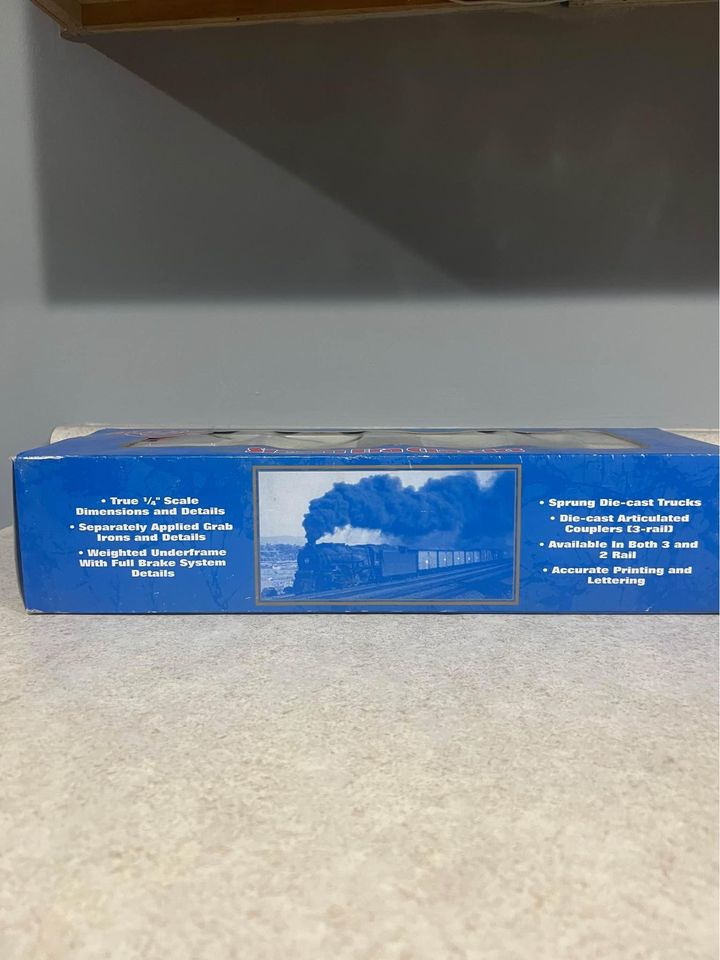 • True ¼" Scale
Dimensions and Details
• Separately Applied Grab
Irons and Details
• Weighted Underframe
With Full Brake System
Details
• Sprung Die-cast Trucks
• Die-cast Articulated
Couplers (3-rail)
• Available In Both 3 and
2 Rail
• Accurate Printing and
Lettering